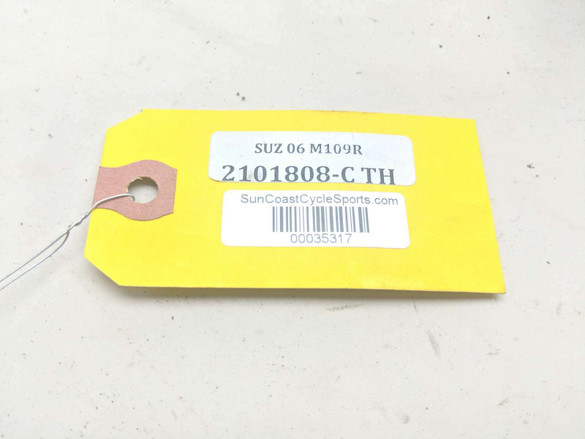 SUZ 06 M109R
2101808-C TH
SunCoastCycleSports.com
00035317